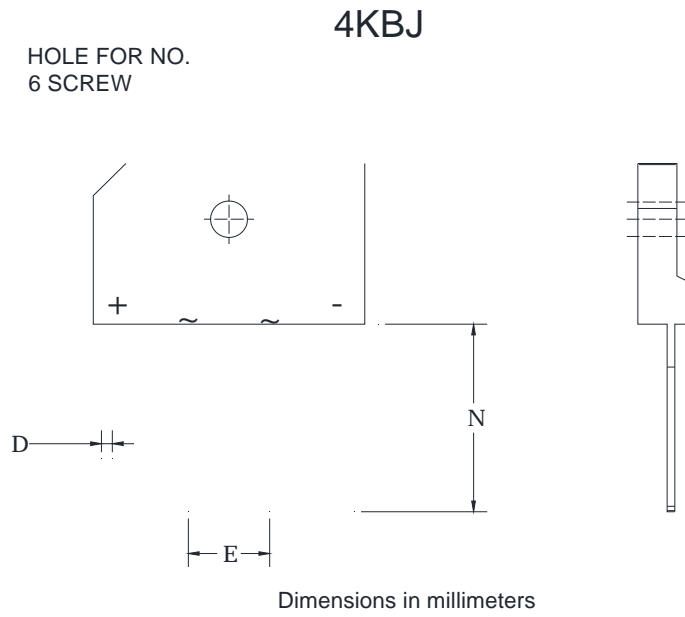 4KBJ
HOLE FOR NO.
6 SCREW
+ ~ ~ -
N
D
E
Dimensions in millimeters